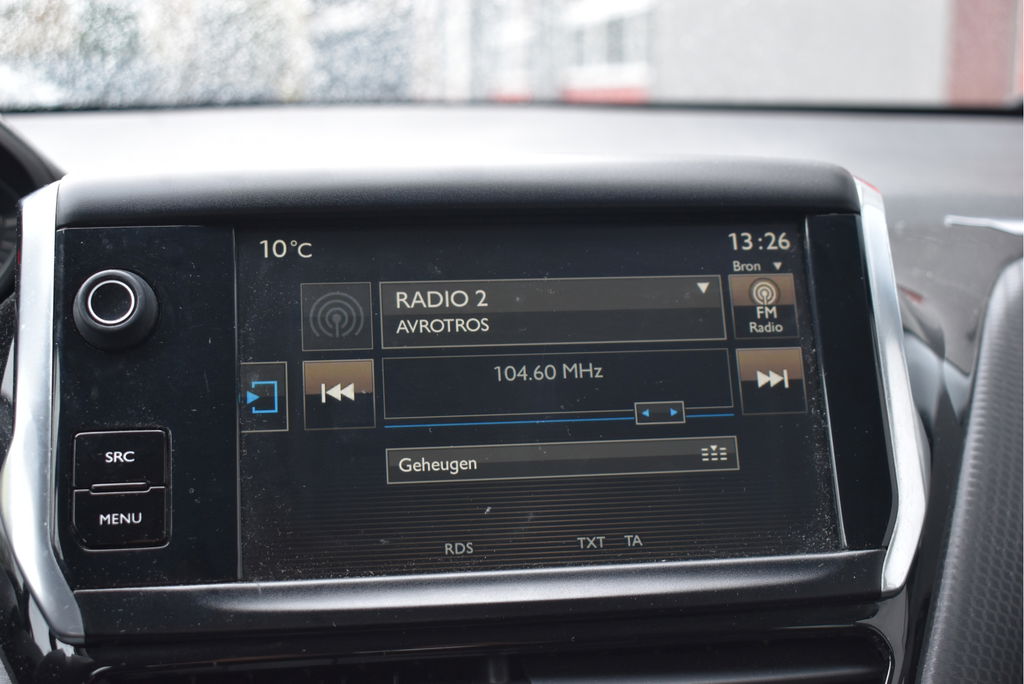 10°C
13:26
Bron
RADIO 2
AVROTROS
FM
Radio
104.60 MHz
SRC
Geheugen
MENU
RDS
TXT
TA